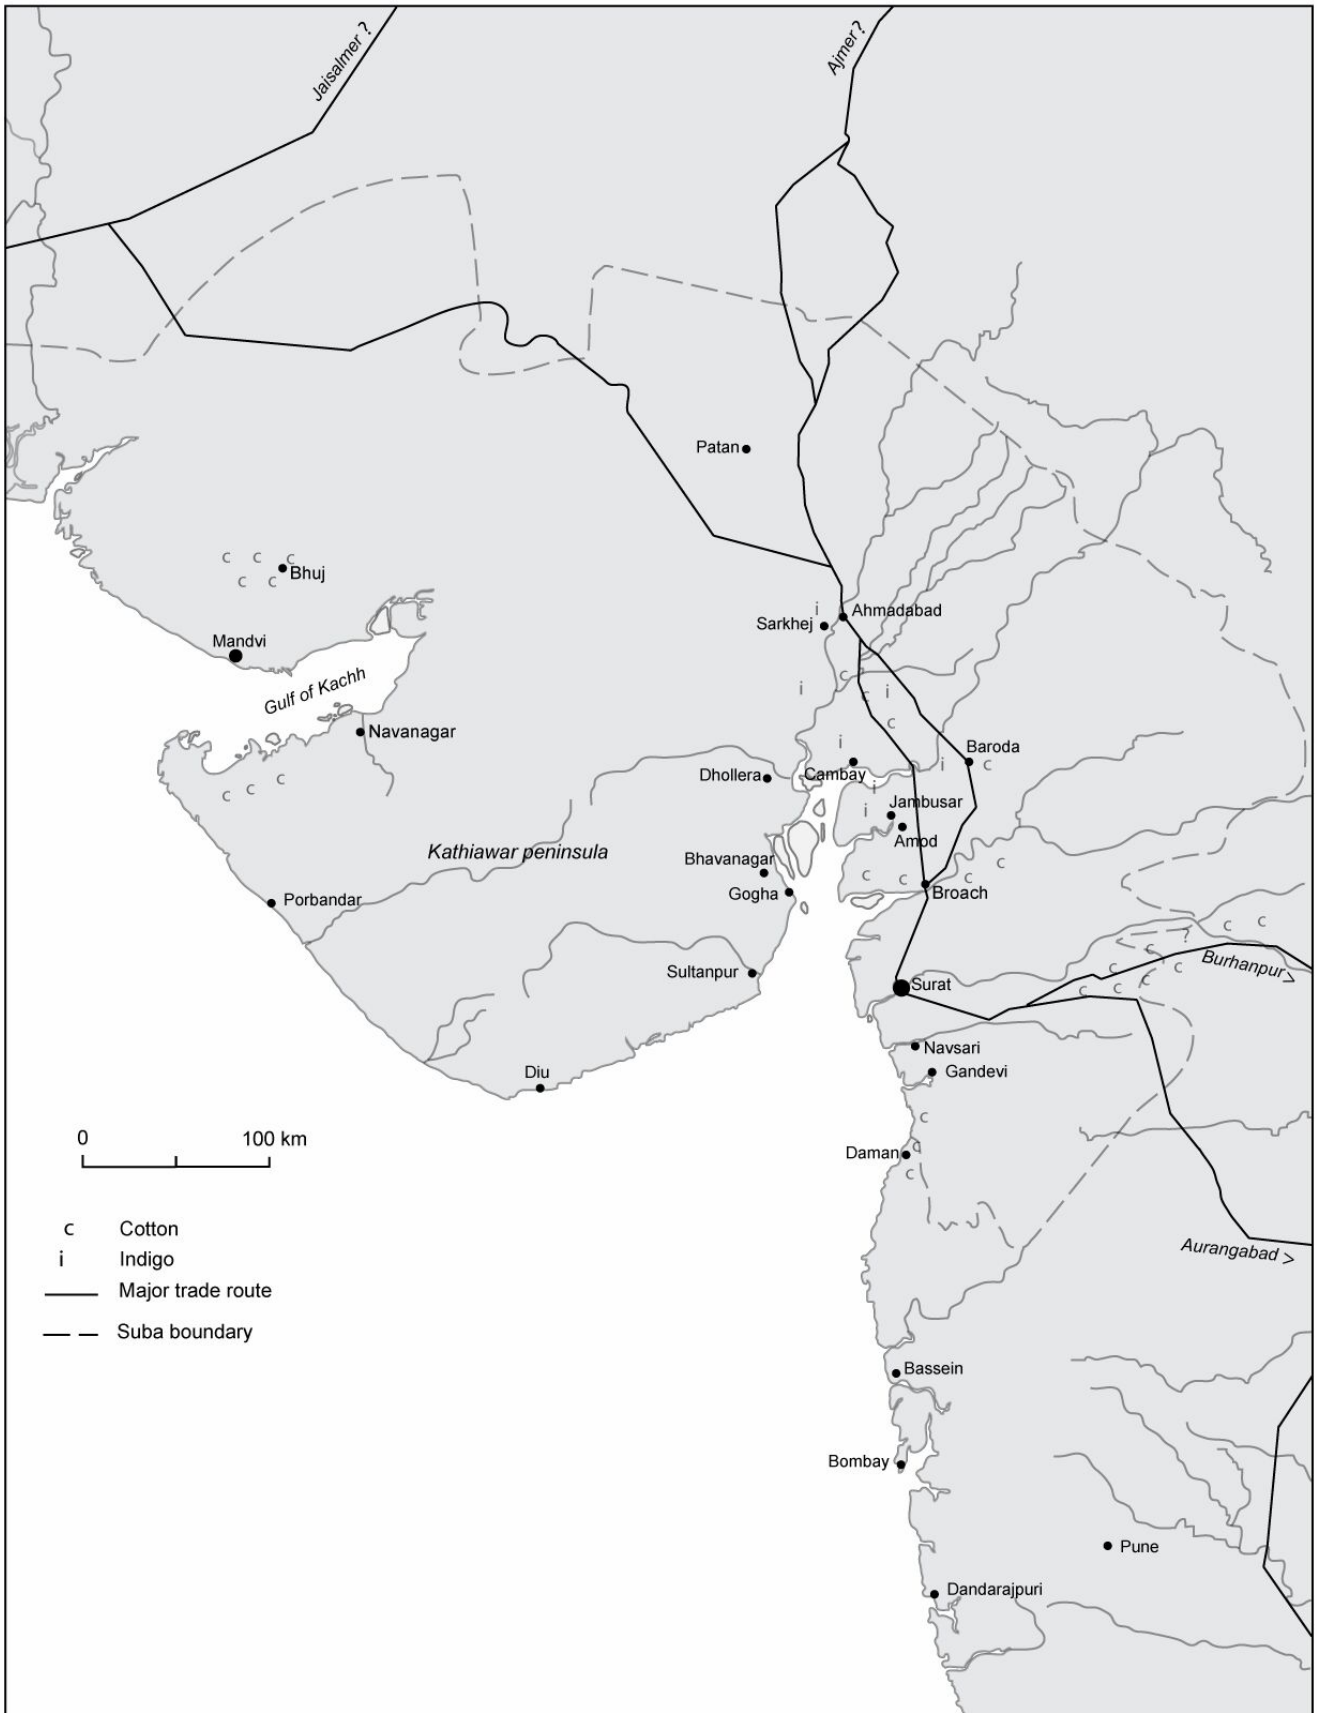 Jaisalmer ?
Ajmer?
Patan
c c c
Bhuj
c c
i
Ahmadabad
Sarkhej
Mandvi
Gulf of Kachh
c
i
c i
c
Navanagar
i
Baroda
c
i
Dhollera
Cambay
c
c c
i
Jambusar
i
Amod
Kathiawar peninsula
Bhavanagar
c
c c c
Gogha
Broach
Porbandar
c c
?
c
Burhanpur >
Sultanpur
c c
c
Surat
c c
Navsari
Gandevi
Diu
c
0 100 km
Daman
c
c
c Cotton
i Indigo
Major trade route
Suba boundary
Aurangabad >
Bassein
Bombay
Pune
Dandarajpuri